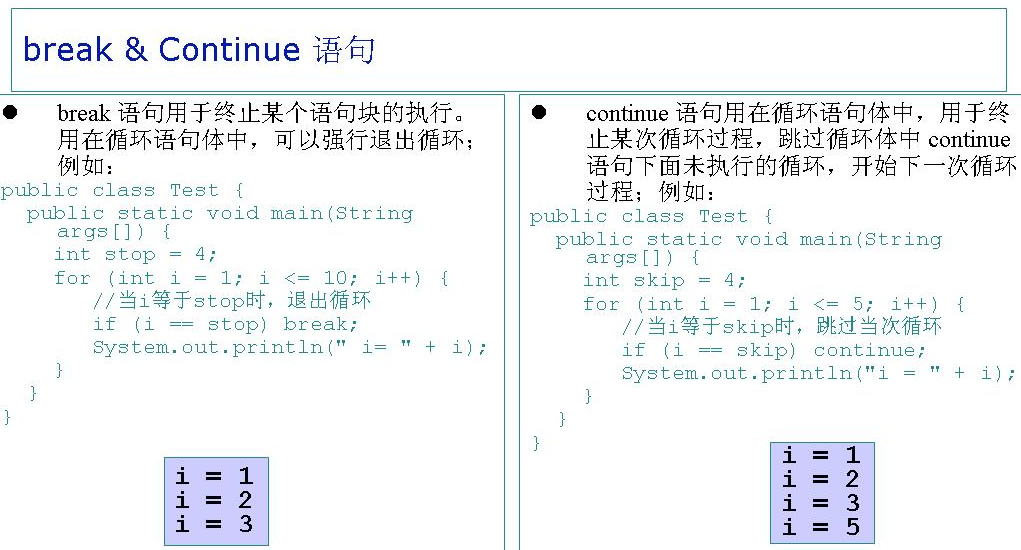 break & Continue 语句
break 语句用于终止某个语句块的执行。
用在循环语句体中，可以强行退出循环；
例如：
public class Test {
public static void main(String
args[]) {
int stop = 4;
for (int i = 1; i <= 10; i++) {
//当i等于stop时，退出循环
if (i == stop) break;
System.out.println(" i= " + i);
}
}
}
i = 1
i = 2
i = 3
continue 语句用在循环语句体中，用于终
止某次循环过程，跳过循环体中 continue
语句下面未执行的循环，开始下一次循环
过程；例如：
public class Test {
public static void main(String
args[]) {
int skip = 4;
for (int i = 1; i <= 5; i++) {
//当i等于skip时，跳过当次循环
if (i == skip) continue;
System.out.println("i = " + i);
}
}
}
i = 1
i = 2
i = 3
i = 5